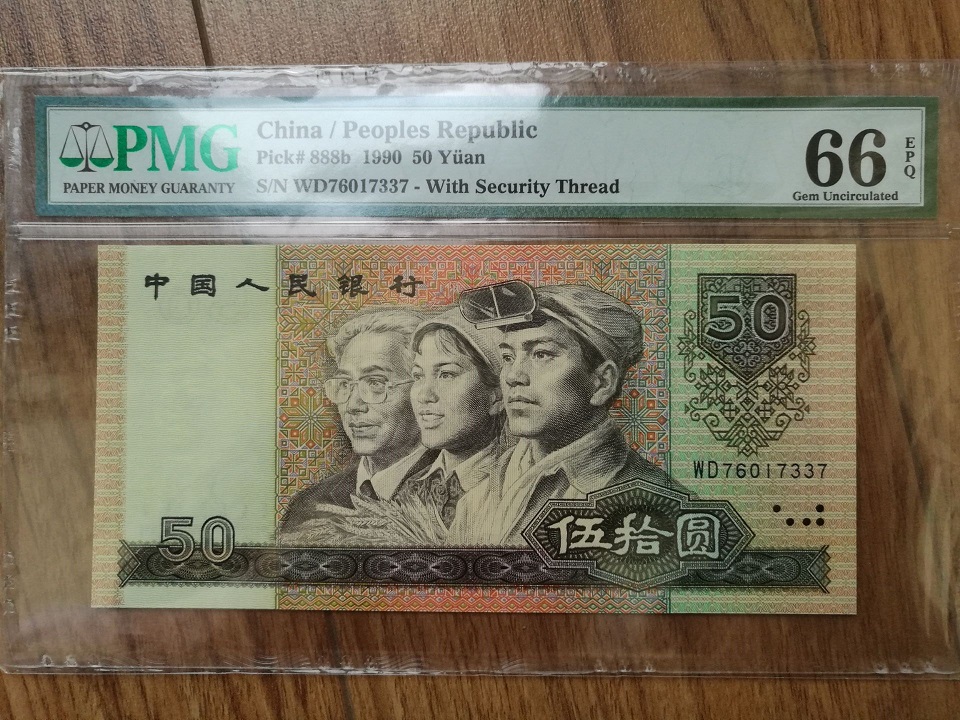 PMG
PAPER MONEY GUARANTY
China / Peoples Republic
Pick# 888b 1990 50 Yüan
S/N WD76017337 - With Security Thread
66
EPQ
Gem Uncirculated
中国人民银行
50
WD76017337
50
伍拾圆